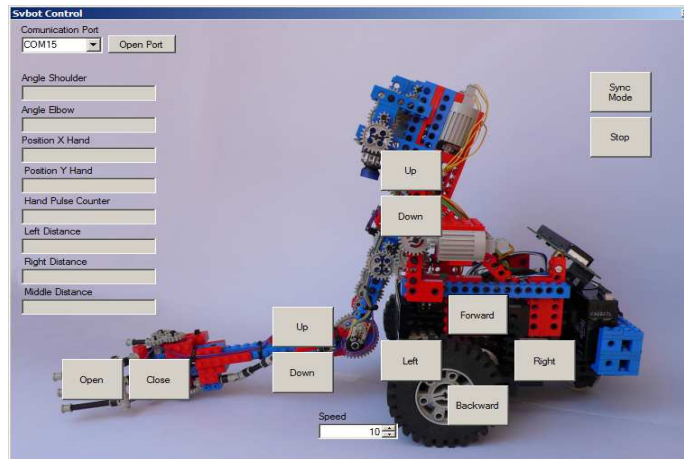 Svbot Control
Comunication Port
COM15
Open Port
Angle Shoulder
Angle Elbow
Position X Hand
Position Y Hand
Hand Pulse Counter
Left Distance
Right Distance
Middle Distance
Sync
Mode
Stop
Up
Down
Up
Down
Open
Close
Forward
Left
Right
Backward
Speed
10